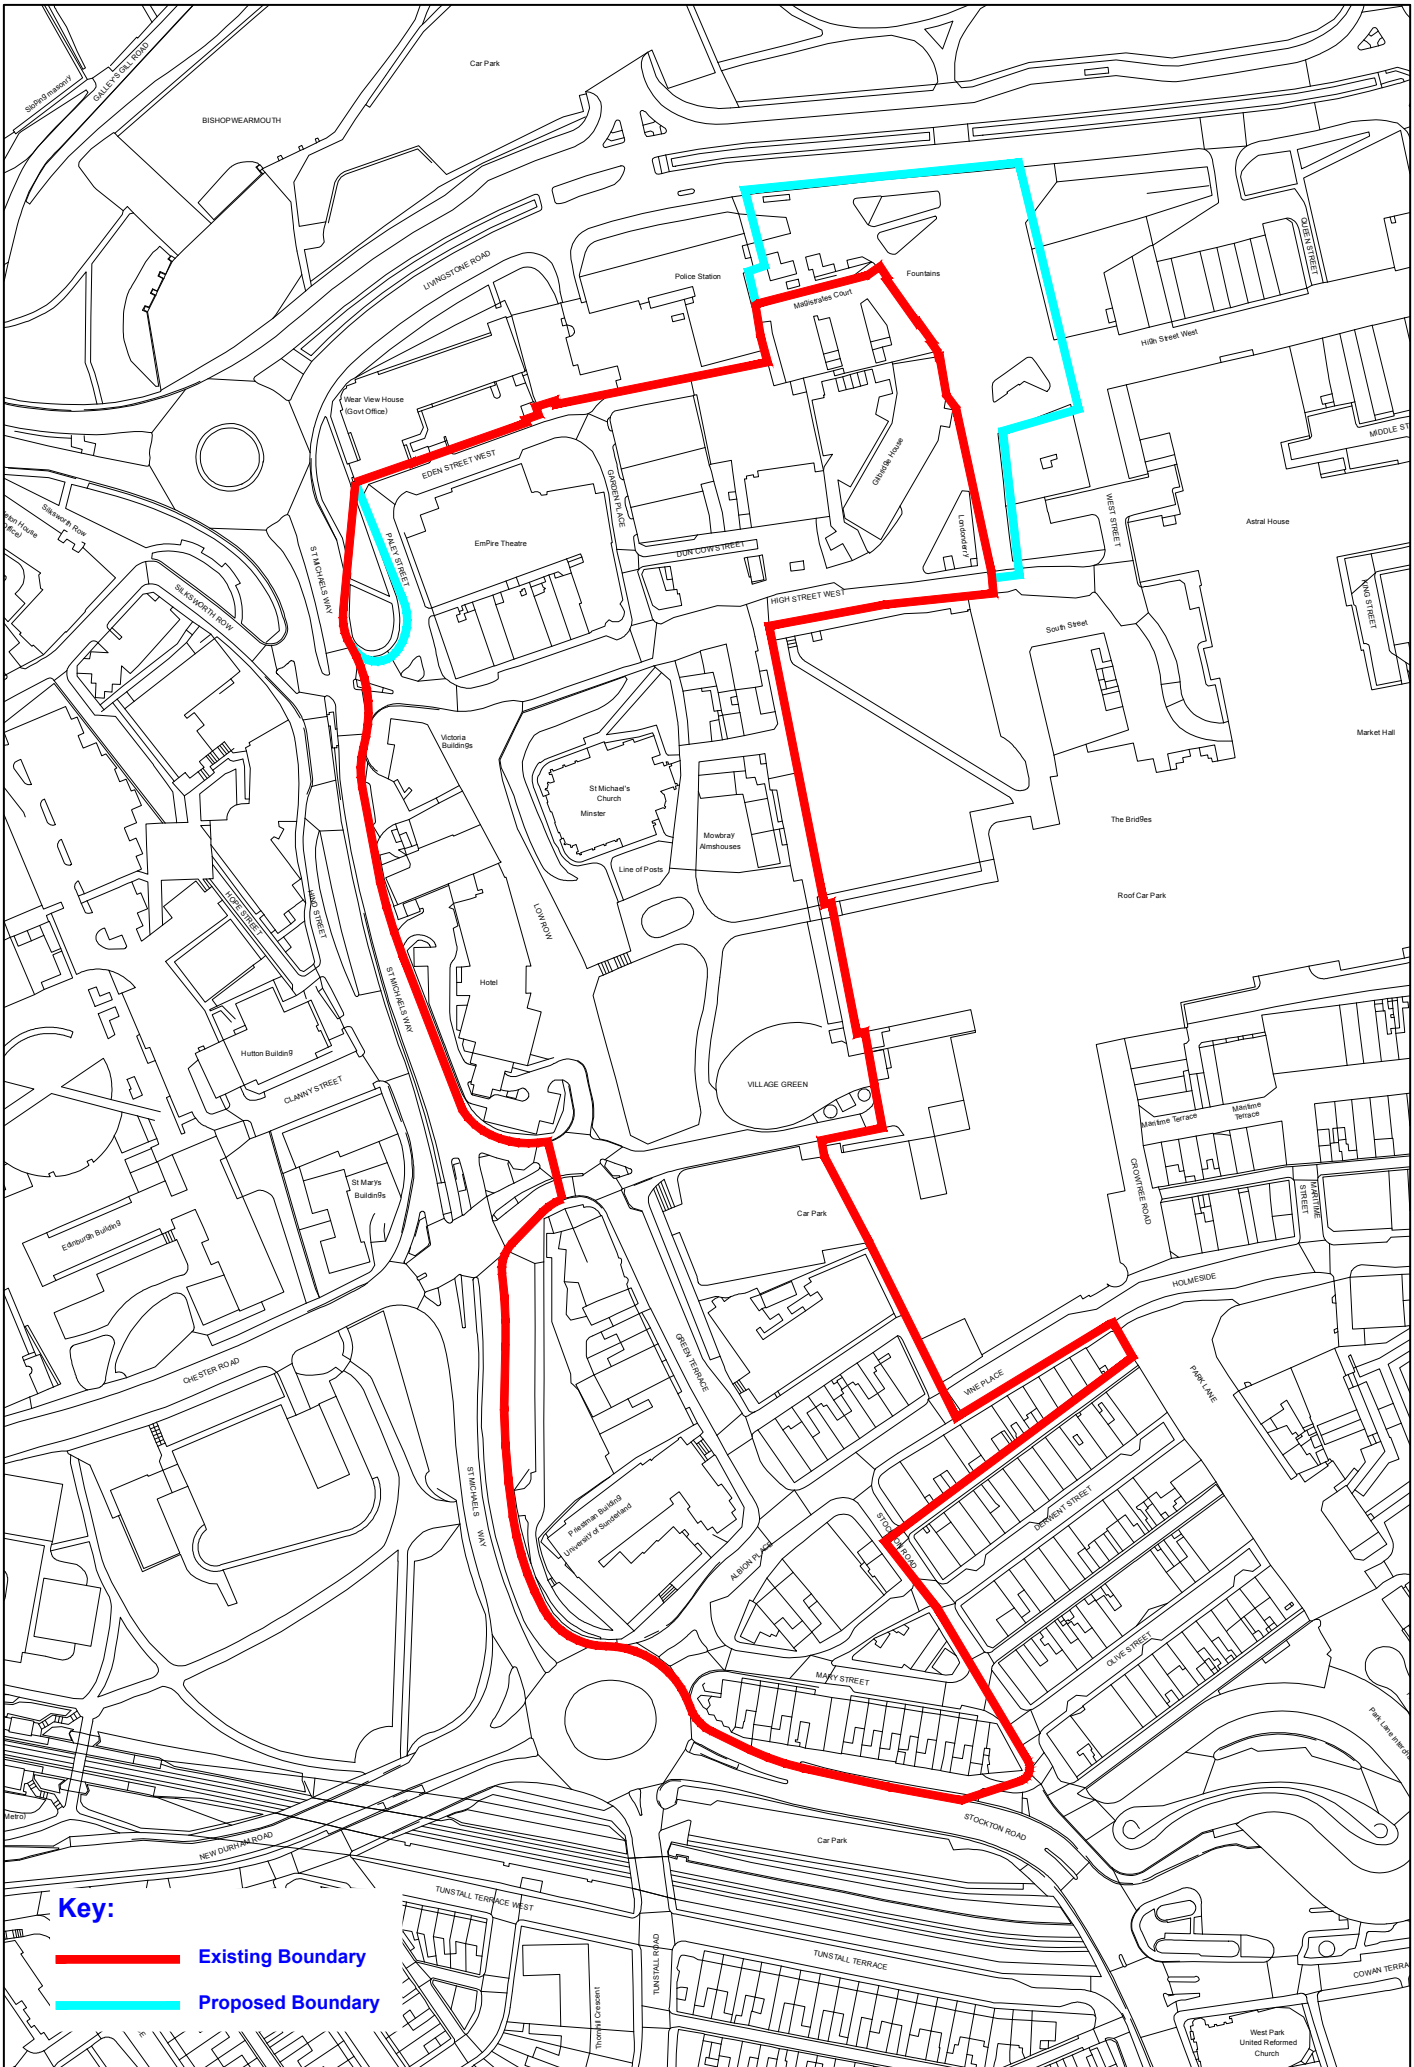 Car Park
GALLEY'S GILL ROAD
Sloping masonry
BISHOPWEARMOUTH
QUEEN STREET
LIVINGSTONE ROAD
Police Station
Fountains
Magistrates Court
High Street West
Wear View House
(Govt Office)
MIDDLE ST
EDEN STREET WEST
GARDEN PLACE
Gilbridge House
Silksworth Row
WEST STREET
Astral House
ST MICHAELS WAY
PALEY STREET
Empire Theatre
DUN COW STREET
Londonderry
SILKSWORTH ROW
HIGH STREET WEST
KING STREET
South Street
Victoria
Buildings
Market Hall
St Michael's
Church
Minster
The Bridges
Mowbray
Almshouses
Line of Posts
Roof Car Park
HOPE STREET
HIND STREET
LOW ROW
ST MICHAELS WAY
Hotel
Hutton Building
CLANNY STREET
VILLAGE GREEN
Maritime Terrace
Maritime
Terrace
CROWTREE ROAD
MARITIME
STREET
St Marys
Buildings
Edinburgh Building
Car Park
HOLMESIDE
GREEN TERRACE
CHESTER ROAD
VINE PLACE
PARK LANE
ST MICHAELS WAY
Priestman Building
University of Sunderland
STOCKTON ROAD
DERWENT STREET
ALBION PLACE
OLIVE STREET
MARY STREET
Park Lane
Metro)
STOCKTON ROAD
Car Park
NEW DURHAM ROAD
TUNSTALL TERRACE WEST
Key:
Existing Boundary
Proposed Boundary
TUNSTALL ROAD
TUNSTALL TERRACE
COWAN TERRA
Thornhill Crescent
West Park
United Reformed
Church